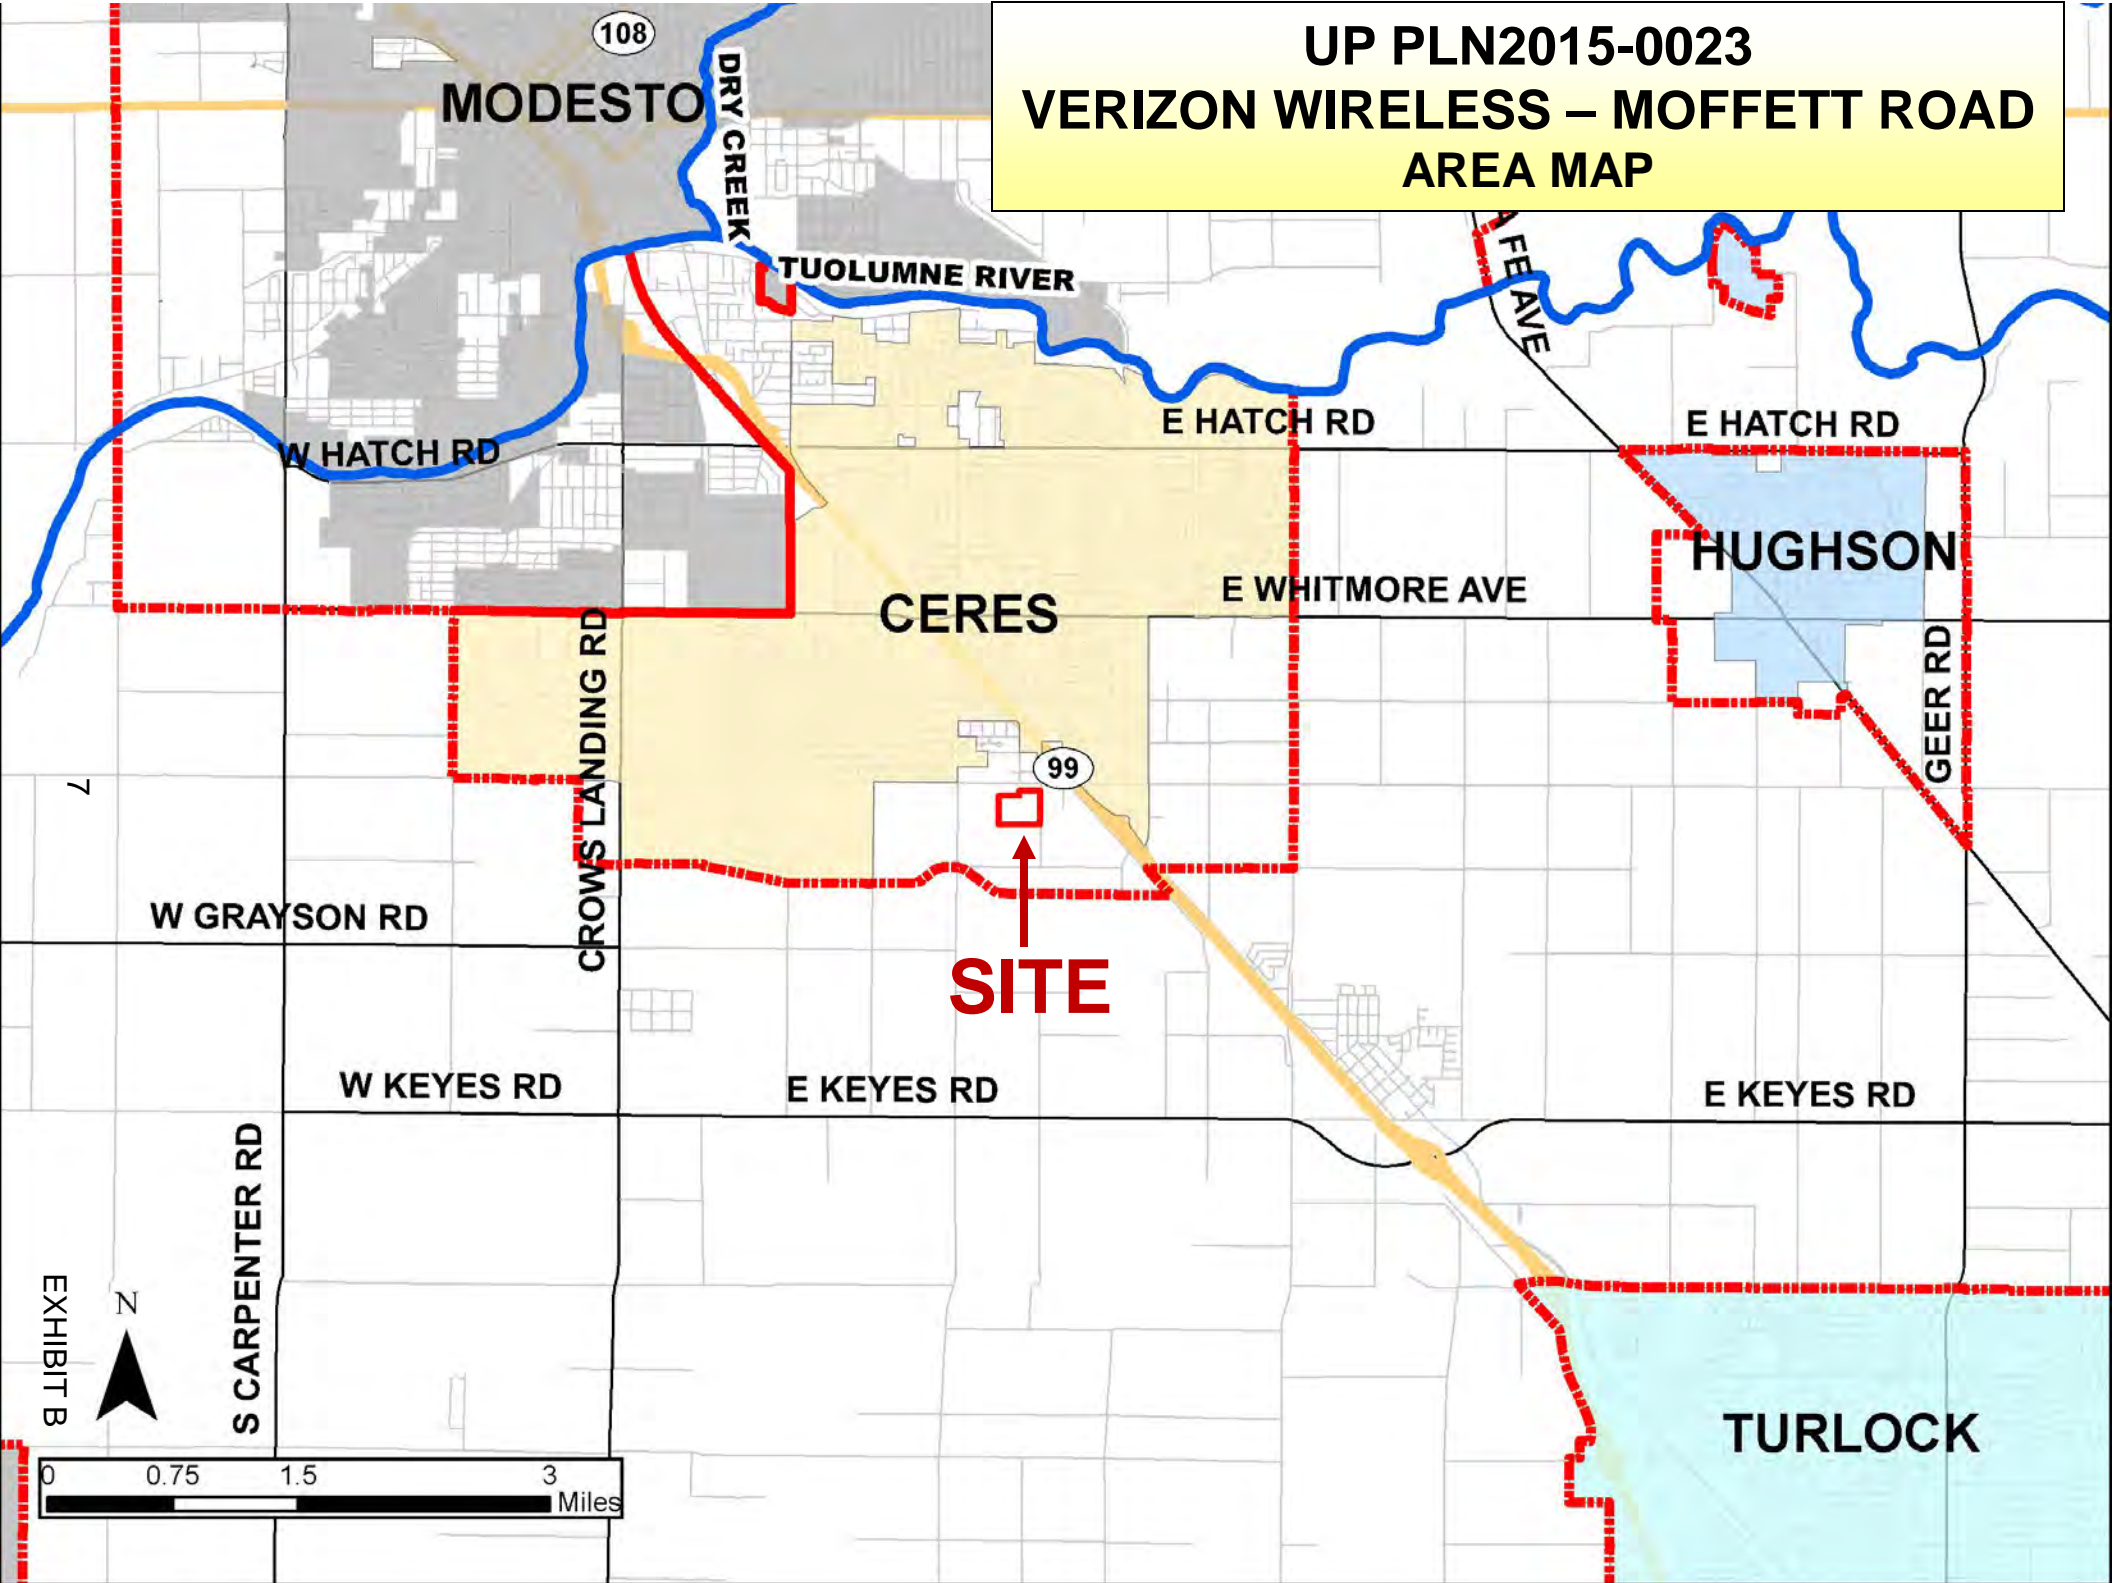 UP PLN2015-0023
VERIZON WIRELESS – MOFFETT ROAD
AREA MAP
108
MODESTO
DRY CREEK
TUOLUMNE RIVER
A FE AVE
E HATCH RD
E HATCH RD
W HATCH RD
HUGHSON
E WHITMORE AVE
CERES
CROWS LANDING RD
GEER RD
99
7
W GRAYSON RD
SITE
W KEYES RD
E KEYES RD
E KEYES RD
S CARPENTER RD
EXHIBIT B
N
TURLOCK
0 0.75 1.5 3
Miles